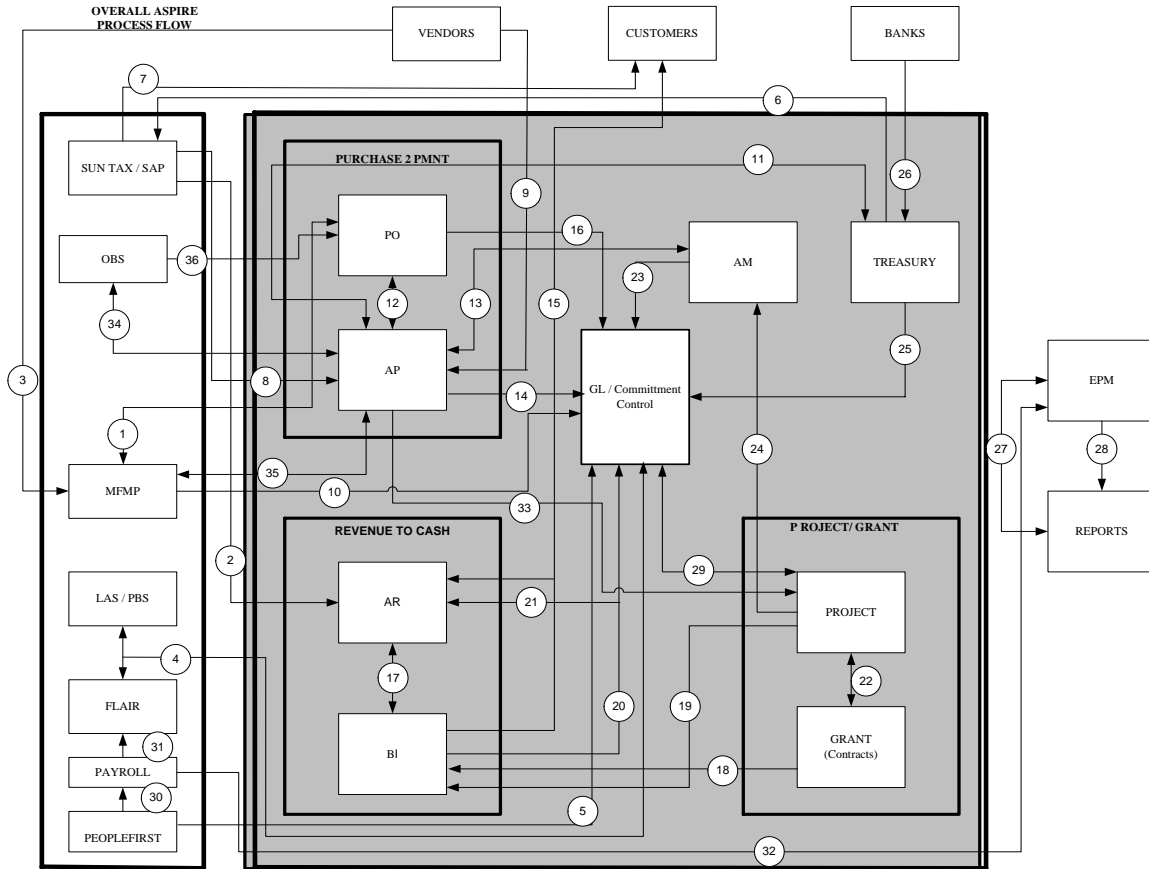 OVERALL ASPIRE
PROCESS FLOW
VENDORS
CUSTOMERS
BANKS
7
6
SUN TAX / SAP
PURCHASE 2 PMNT
11
9
26
PO
16
AM
TREASURY
OBS
36
23
12
13
15
34
25
AP
GL / Committment
Control
EPM
3
8
14
1
24
27
28
35
MFMP
10
33
REPORTS
REVENUE TO CASH
P ROJECT/ GRANT
2
29
LAS / PBS
AR
21
PROJECT
4
17
22
FLAIR
20
19
31
BI
GRANT
(Contracts)
PAYROLL
18
30
5
PEOPLEFIRST
32